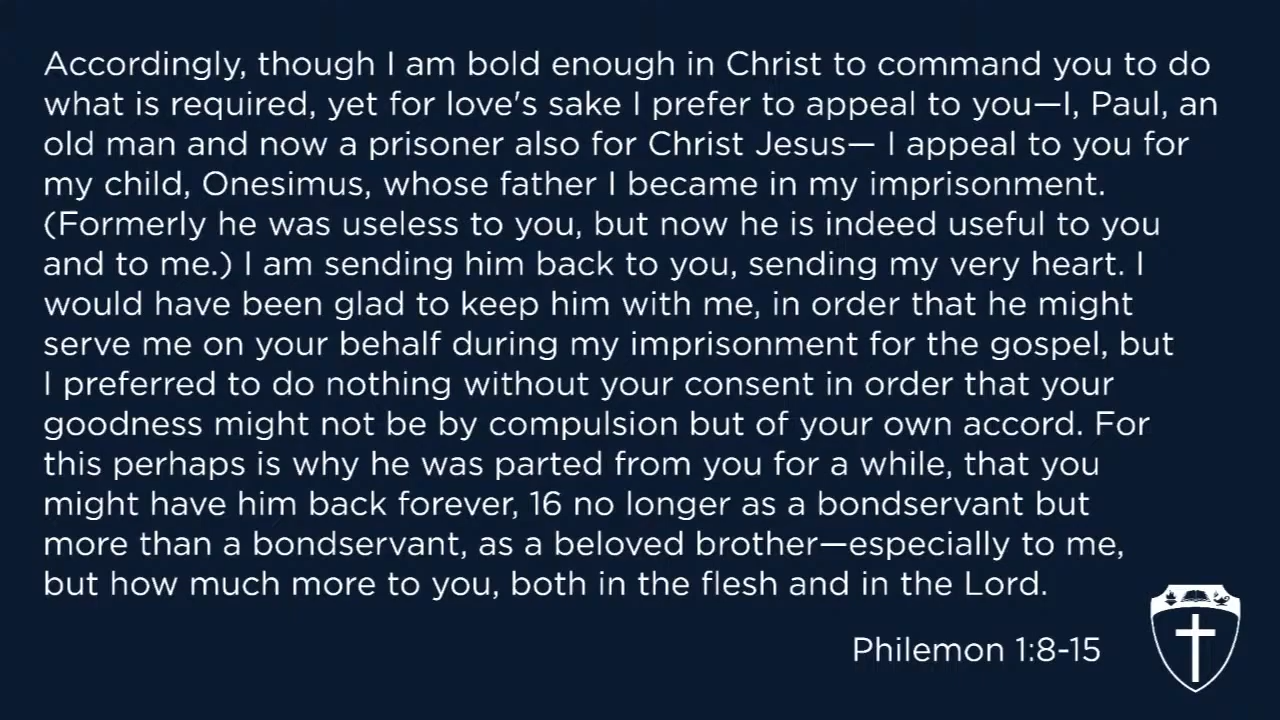 Accordingly, though I am bold enough in Christ to command you to do
what is required, yet for love's sake I prefer to appeal to you—I, Paul, an
old man and now a prisoner also for Christ Jesus— I appeal to you for
my child, Onesimus, whose father I became in my imprisonment.
(Formerly he was useless to you, but now he is indeed useful to you
and to me.) I am sending him back to you, sending my very heart. I
would have been glad to keep him with me, in order that he might
serve me on your behalf during my imprisonment for the gospel, but
I preferred to do nothing without your consent in order that your
goodness might not be by compulsion but of your own accord. For
this perhaps is why he was parted from you for a while, that you
might have him back forever, 16 no longer as a bondservant but
more than a bondservant, as a beloved brother—especially to me,
but how much more to you, both in the flesh and in the Lord.
Philemon 1:8-15